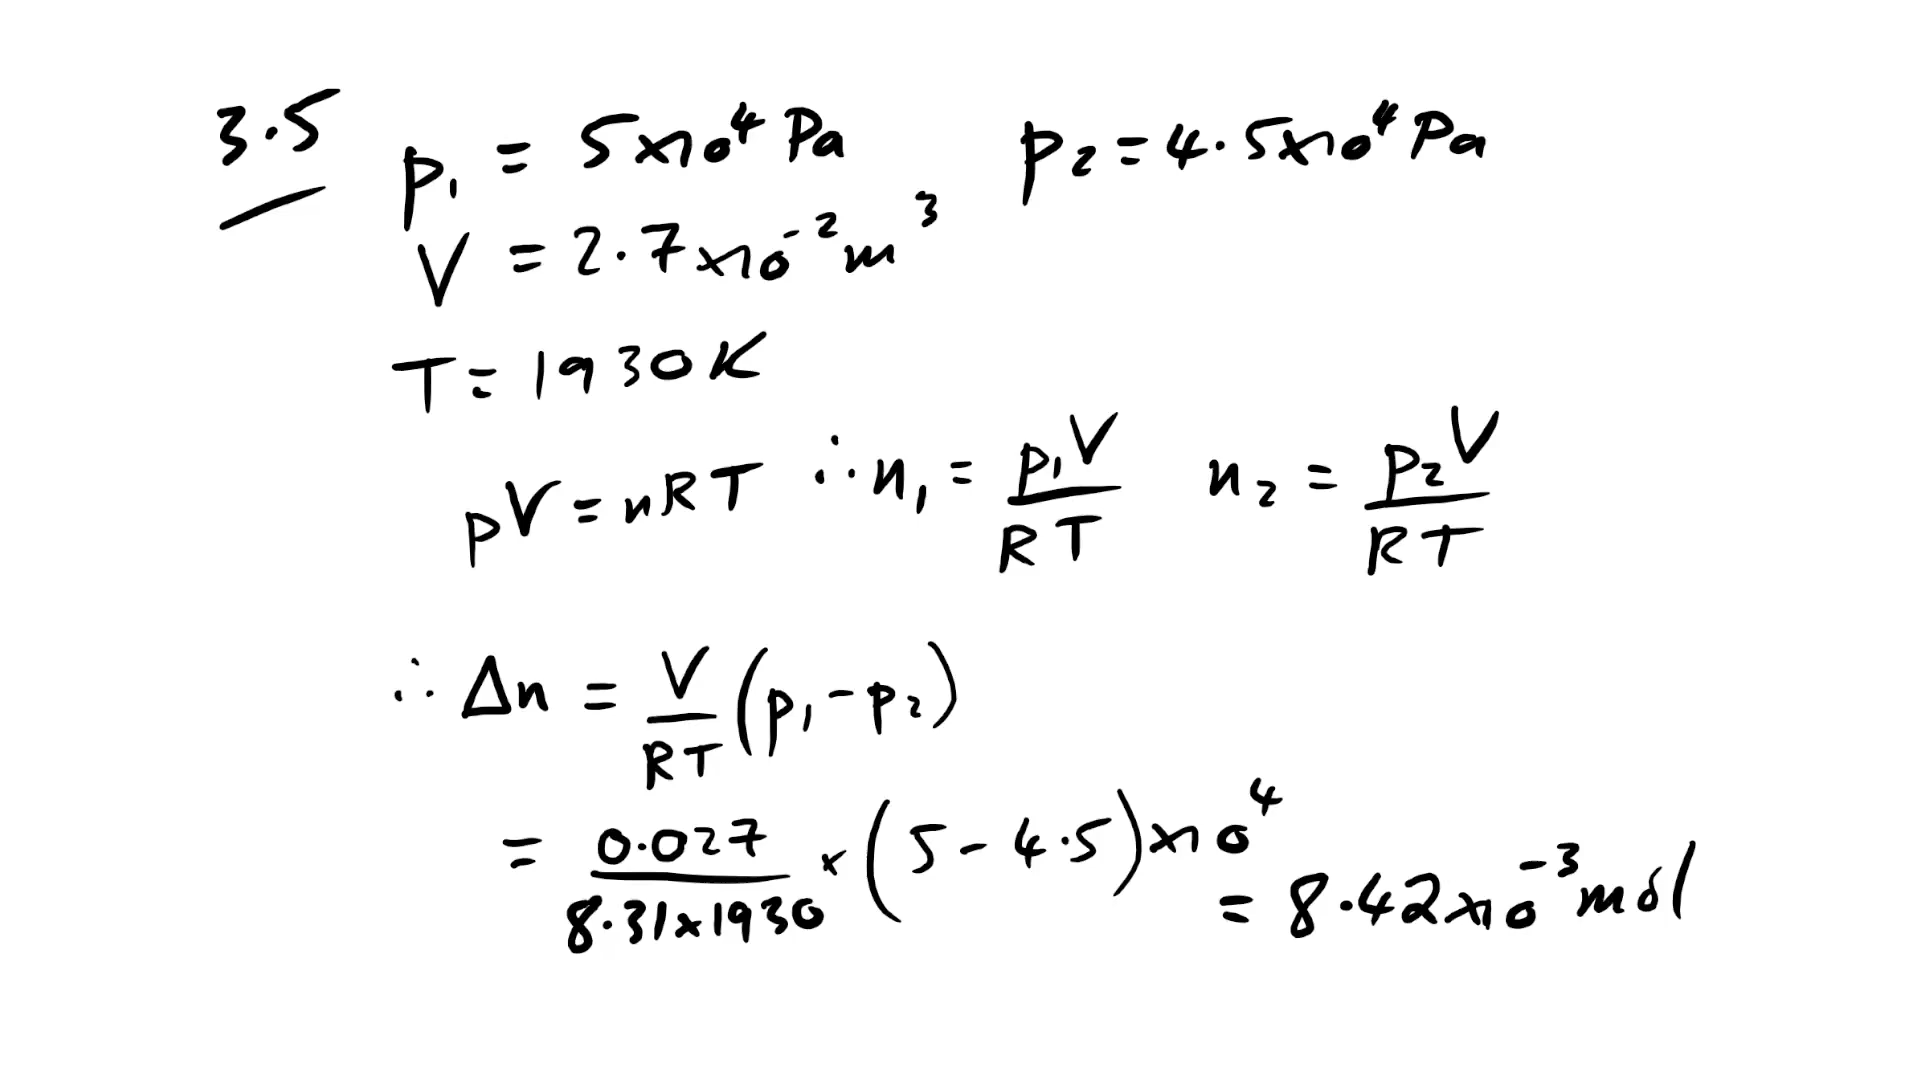 3.5 p₁ = 5×10⁴ Pa p₂ = 4.5×10⁴ Pa
V = 2.7×10⁻² m³
T = 1930K
pV = nRT ∴ n₁ = p₁V/RT n₂ = p₂V/RT
∴ Δn = V/RT (p₁ - p₂)
= 0.027/8.31×1930 × (5 - 4.5)×10⁴ = 8.42×10⁻³ mol